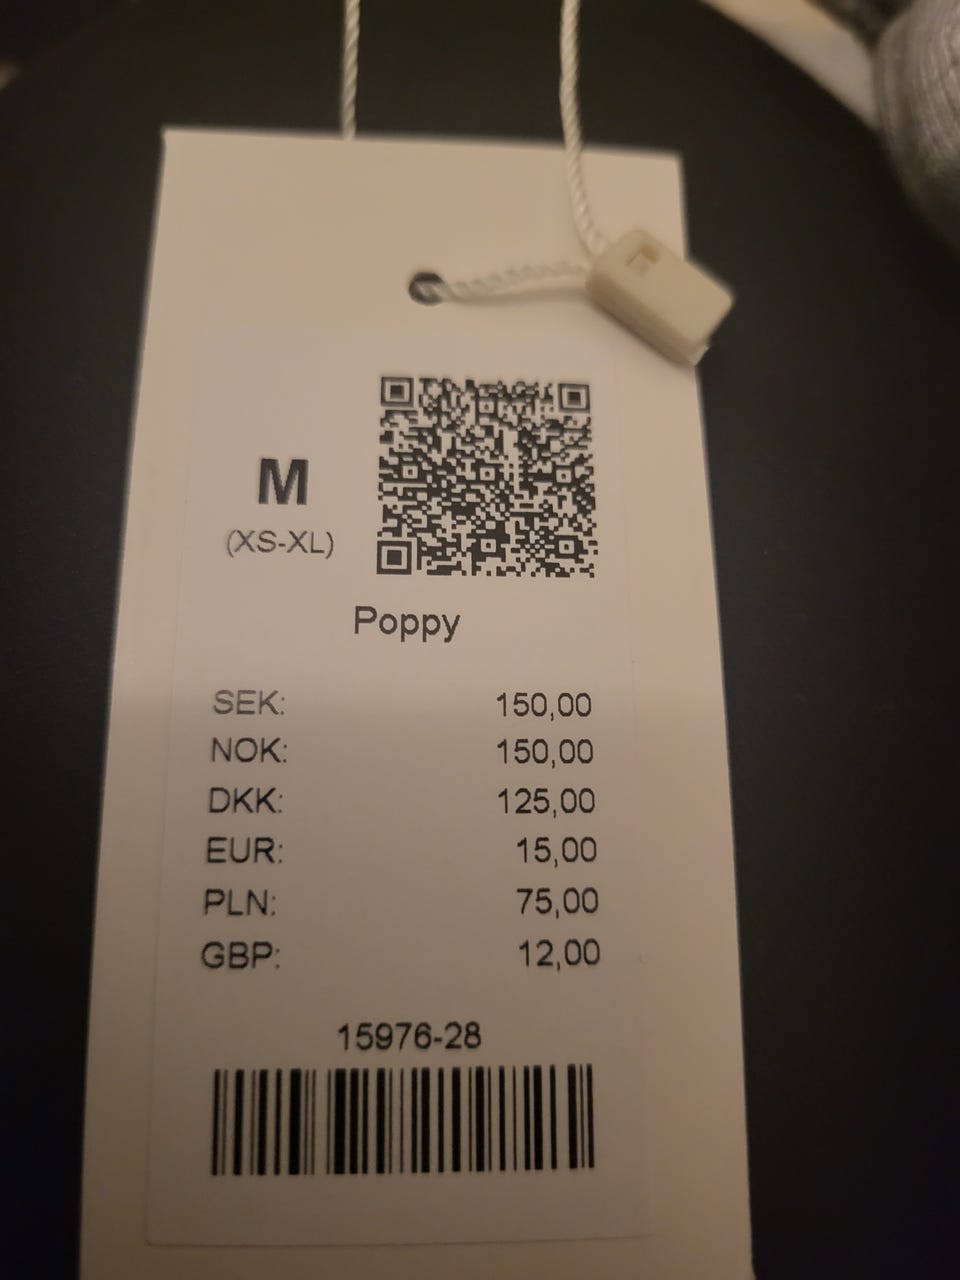 M
(XS-XL)
Poppy
SEK: 150,00
NOK: 150,00
DKK: 125,00
EUR: 15,00
PLN: 75,00
GBP: 12,00
15976-28